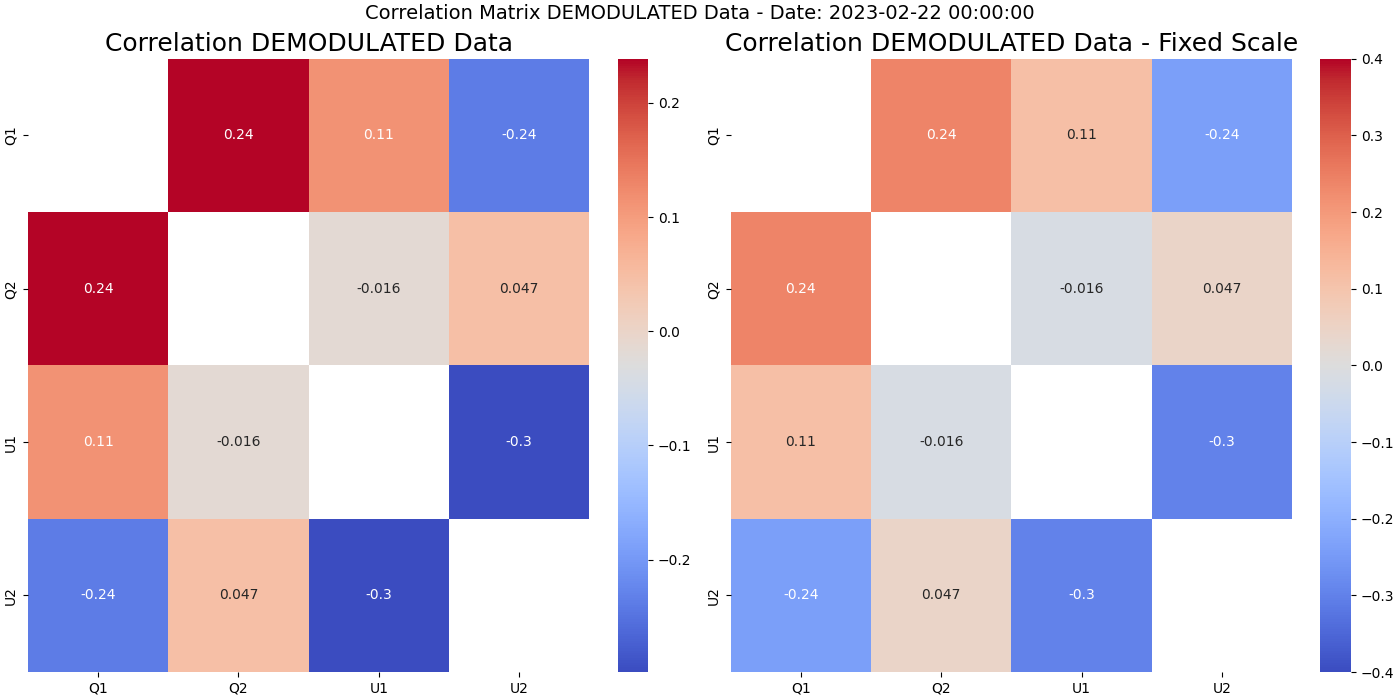 Correlation Matrix DEMODULATED Data - Date: 2023-02-22 00:00:00
Correlation DEMODULATED Data
Q1
0.24
0.11
-0.24
Q2
0.24
-0.016
0.047
U1
0.11
-0.016
-0.3
U2
-0.24
0.047
-0.3
Q1
Q2
U1
U2
0.2
0.1
0.0
−0.1
−0.2
Correlation DEMODULATED Data - Fixed Scale
Q1
0.24
0.11
-0.24
Q2
0.24
-0.016
0.047
U1
0.11
-0.016
-0.3
U2
-0.24
0.047
-0.3
Q1
Q2
U1
U2
0.4
0.3
0.2
0.1
0.0
−0.1
−0.2
−0.3
−0.4